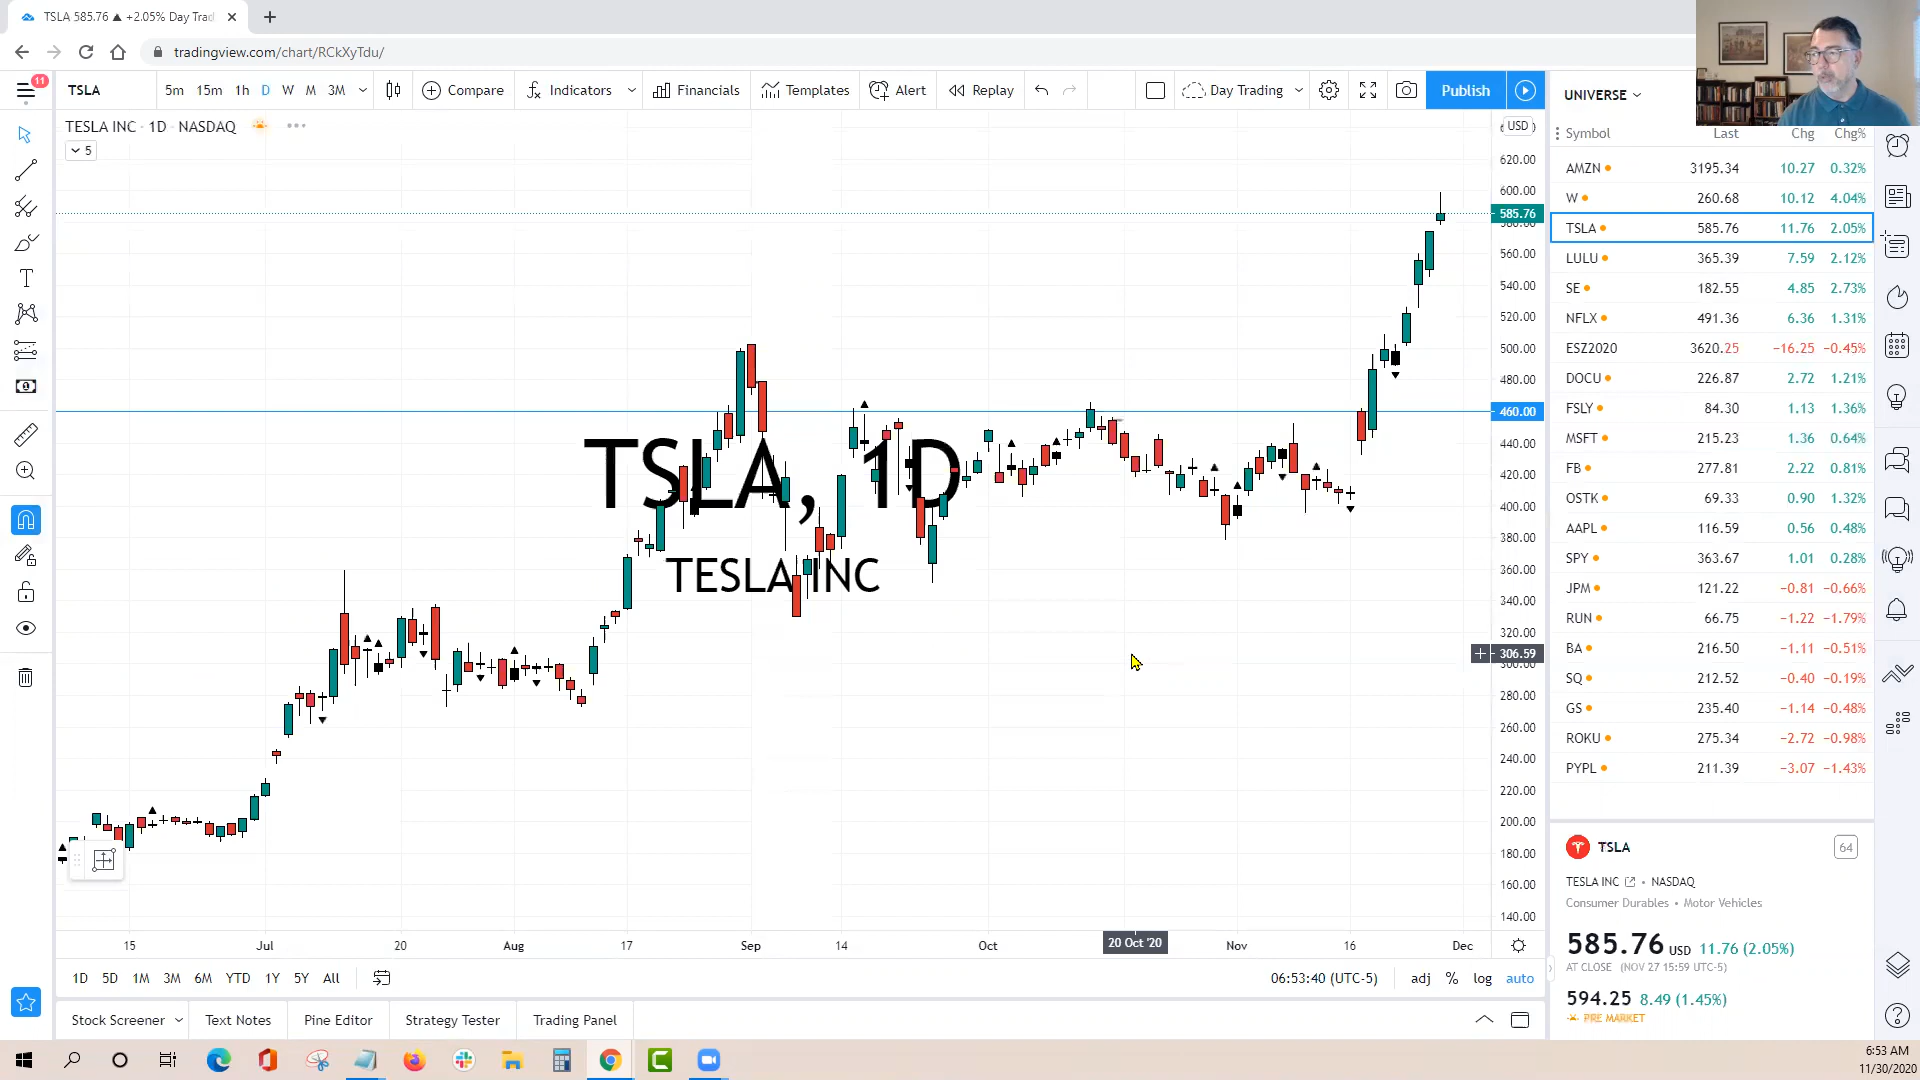 TSLA 585.76 ▲ +2.05% Day Trad
tradingview.com/chart/RCkXyTdu/
11
TSLA 5m 15m 1h D W M 3M Compare Indicators Financials Templates Alert Replay Day Trading Publish
UNIVERSE
TESLA INC · 1D · NASDAQ
5
USD
Symbol Last Chg Chg%
AMZN 3195.34 10.27 0.32%
W 260.68 10.12 4.04%
TSLA 585.76 11.76 2.05%
LULU 365.39 7.59 2.12%
SE 182.55 4.85 2.73%
NFLX 491.36 6.36 1.31%
ESZ2020 3620.25 −16.25 −0.45%
DOCU 226.87 2.72 1.21%
FSLY 84.30 1.13 1.36%
MSFT 215.23 1.36 0.64%
FB 277.81 2.22 0.81%
OSTK 69.33 0.90 1.32%
AAPL 116.59 0.56 0.48%
SPY 363.67 1.01 0.28%
JPM 121.22 −0.81 −0.66%
RUN 66.75 −1.22 −1.79%
BA 216.50 −1.11 −0.51%
SQ 212.52 −0.40 −0.19%
GS 235.40 −1.14 −0.48%
ROKU 275.34 −2.72 −0.98%
PYPL 211.39 −3.07 −1.43%
620.00
600.00
585.76
580.00
560.00
540.00
520.00
500.00
480.00
460.00
440.00
420.00
400.00
380.00
360.00
340.00
320.00
306.59
300.00
280.00
260.00
240.00
220.00
200.00
180.00
160.00
140.00
TSLA, 1D
TESLA INC
15 Jul 20 Aug 17 Sep 14 Oct 20 Oct '20 Nov 16 Dec
1D 5D 1M 3M 6M YTD 1Y 5Y All 06:53:40 (UTC-5) adj % log auto
Stock Screener Text Notes Pine Editor Strategy Tester Trading Panel
TSLA 64
TESLA INC • NASDAQ
Consumer Durables • Motor Vehicles
585.76 USD 11.76 (2.05%)
AT CLOSE (NOV 27 15:59 UTC-5)
594.25 8.49 (1.45%)
PRE MARKET
6:53 AM
11/30/2020